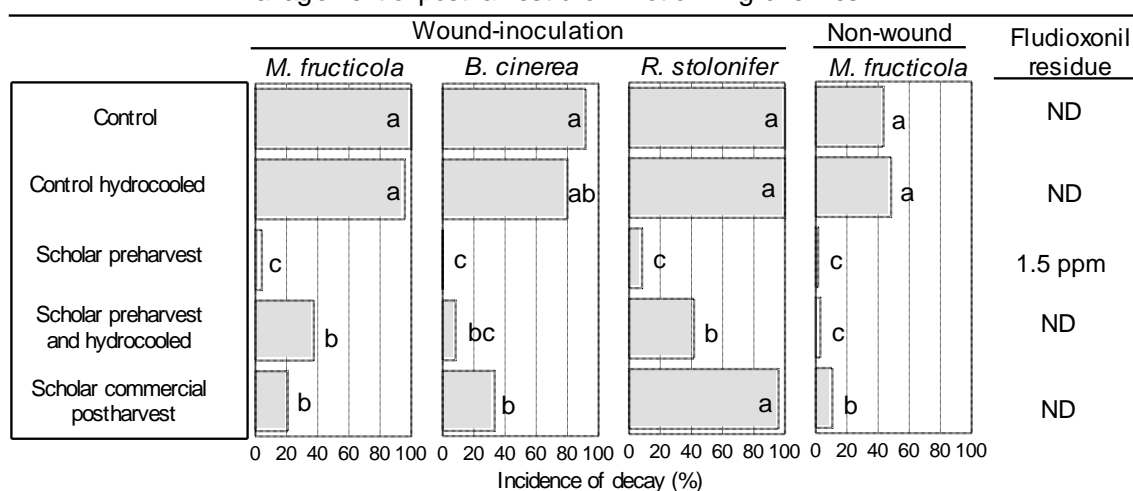 Wound-inoculation Non-wound Fludioxonil residue
M. fructicola B. cinerea R. stolonifer M. fructicola
Control a a a a ND
Control hydrocooled a ab a a ND
Scholar preharvest c c c c 1.5 ppm
Scholar preharvest
and hydrocooled b bc b c ND
Scholar commercial
postharvest b b a b ND
0 20 40 60 80 100 0 20 40 60 80 100 0 20 40 60 80 100 0 20 40 60 80 100
Incidence of decay (%)